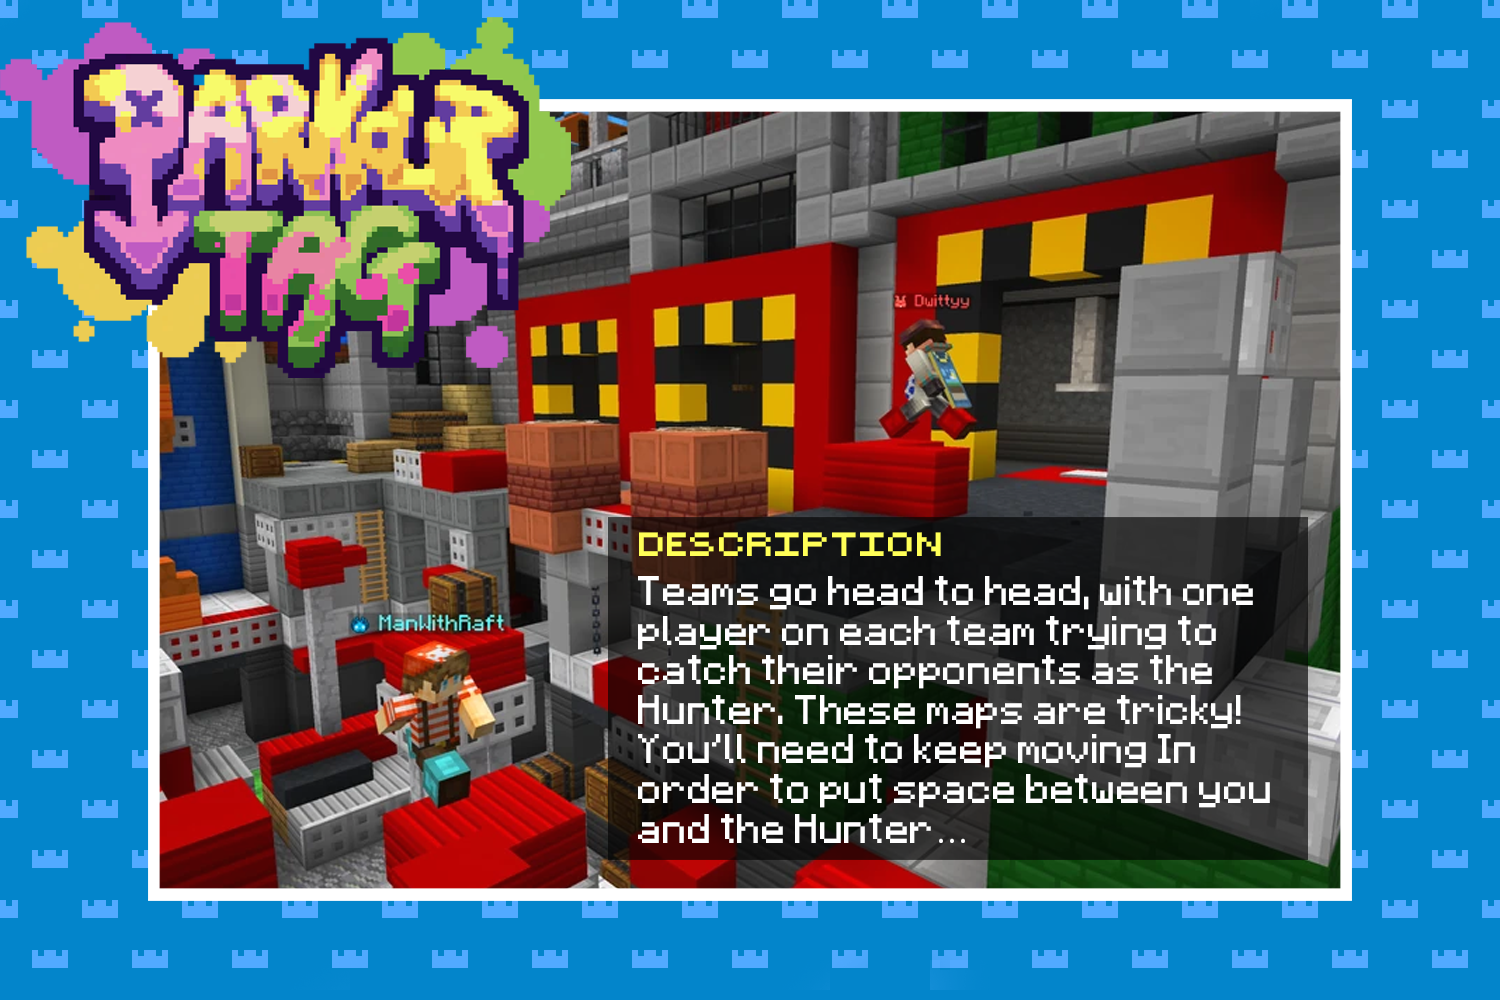 PARKOUR
TAG
Dwittyy
ManWithRaft
DESCRIPTION
Teams go head to head, with one
player on each team trying to
catch their opponents as the
Hunter. These maps are tricky!
You'll need to keep moving In
order to put space between you
and the Hunter...